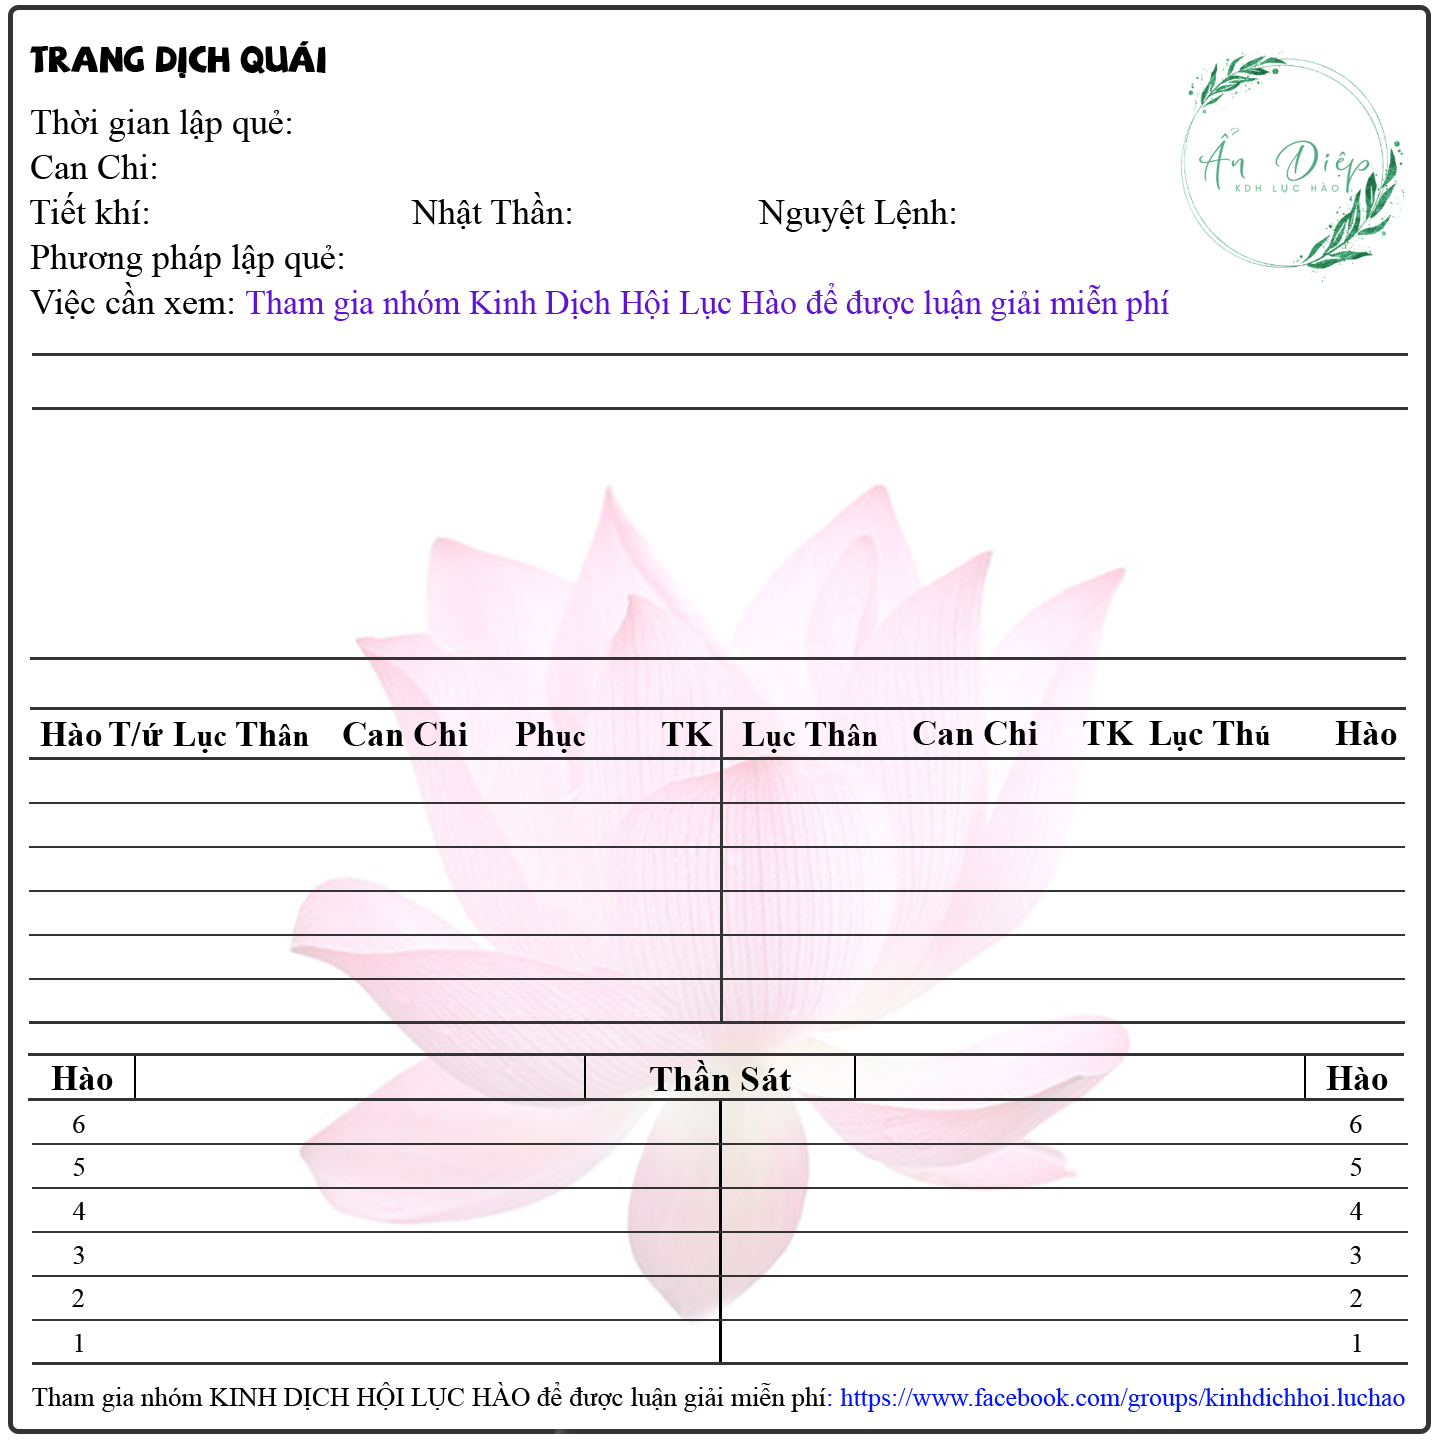 TRANG DỊCH QUÁI
Ẩn Diệp
KDH LỤC HÀO
Thời gian lập quẻ:
Can Chi:
Tiết khí: Nhật Thần: Nguyệt Lệnh:
Phương pháp lập quẻ:
Việc cần xem: Tham gia nhóm Kinh Dịch Hội Lục Hào để được luận giải miễn phí
Hào T/ứ Lục Thân Can Chi Phục TK Lục Thân Can Chi TK Lục Thú Hào
Hào Thần Sát Hào
6 6
5 5
4 4
3 3
2 2
1 1
Tham gia nhóm KINH DỊCH HỘI LỤC HÀO để được luận giải miễn phí: https://www.facebook.com/groups/kinhdichhoi.luchao